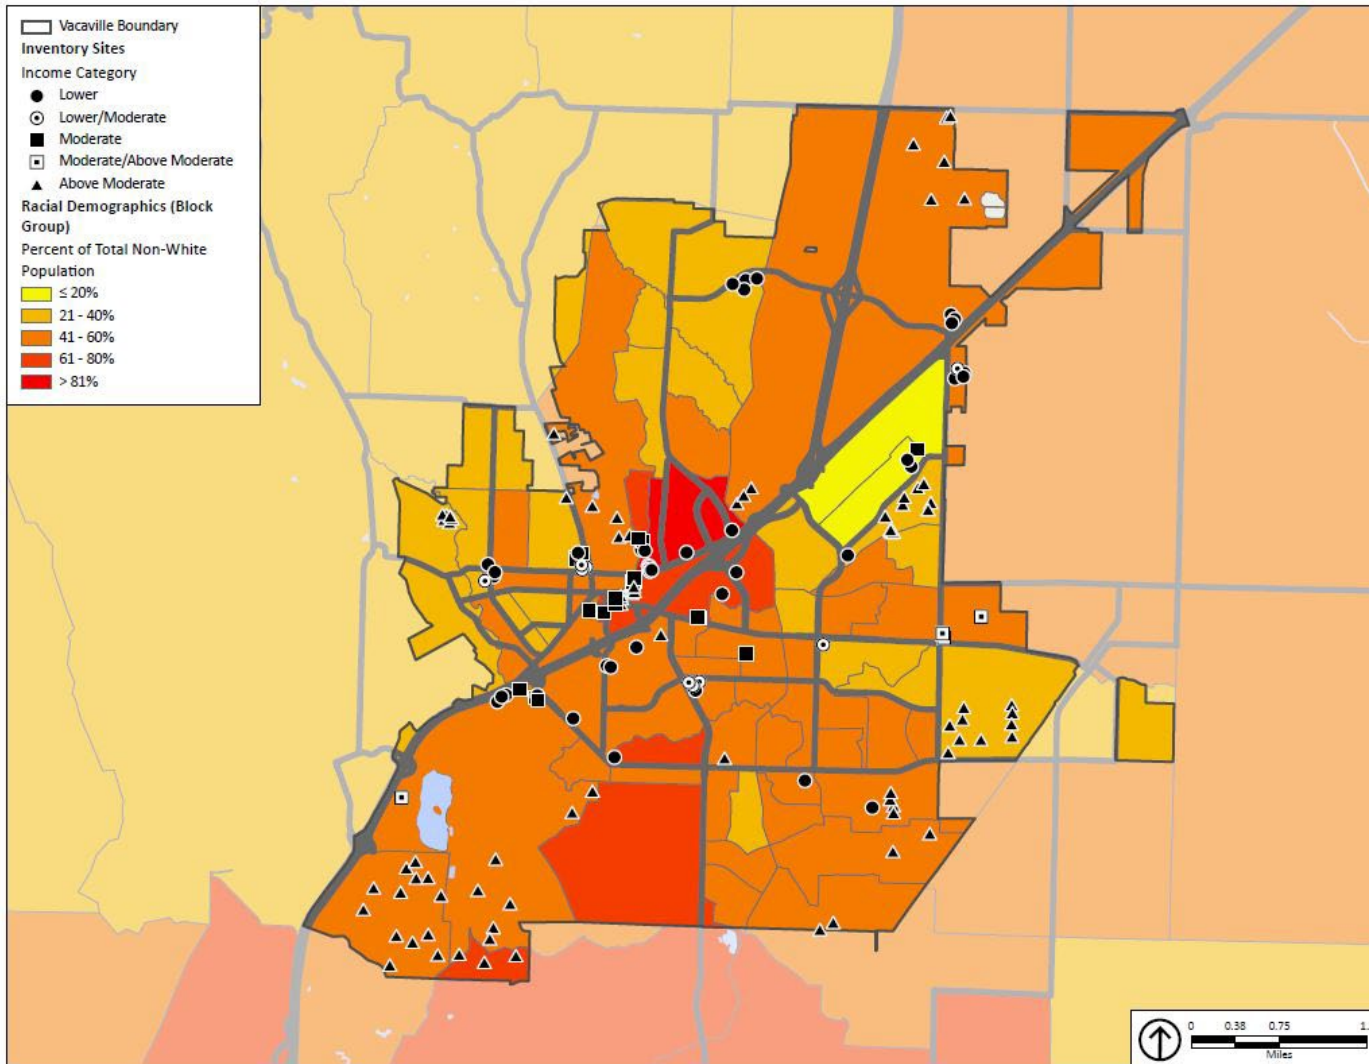 Vacaville Boundary
Inventory Sites
Income Category
Lower
Lower/Moderate
Moderate
Moderate/Above Moderate
Above Moderate
Racial Demographics (Block
Group)
Percent of Total Non-White
Population
≤ 20%
21 - 40%
41 - 60%
61 - 80%
> 81%
0 0.38 0.75
Miles